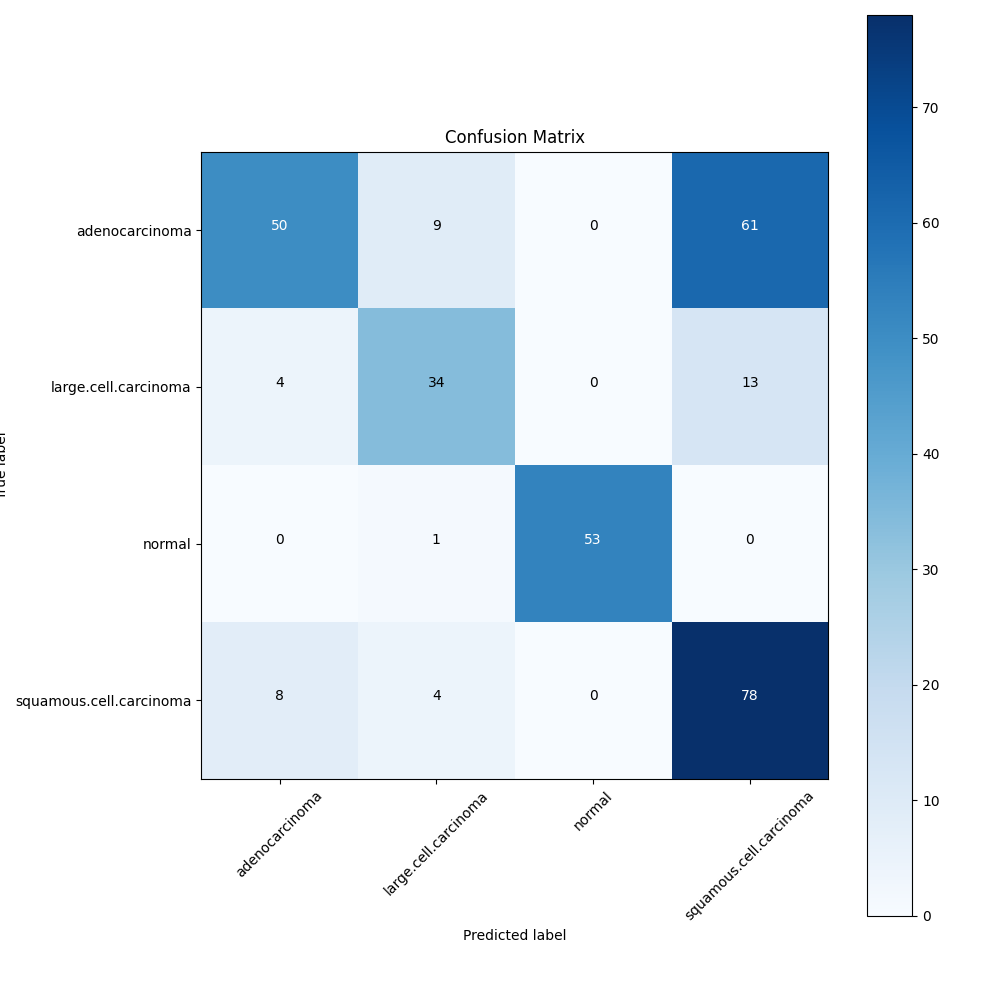 Confusion Matrix
adenocarcinoma 50 9 0 61
large.cell.carcinoma 4 34 0 13
normal 0 1 53 0
squamous.cell.carcinoma 8 4 0 78
adenocarcinoma
large.cell.carcinoma
normal
squamous.cell.carcinoma
Predicted label
label
70
60
50
40
30
20
10
0